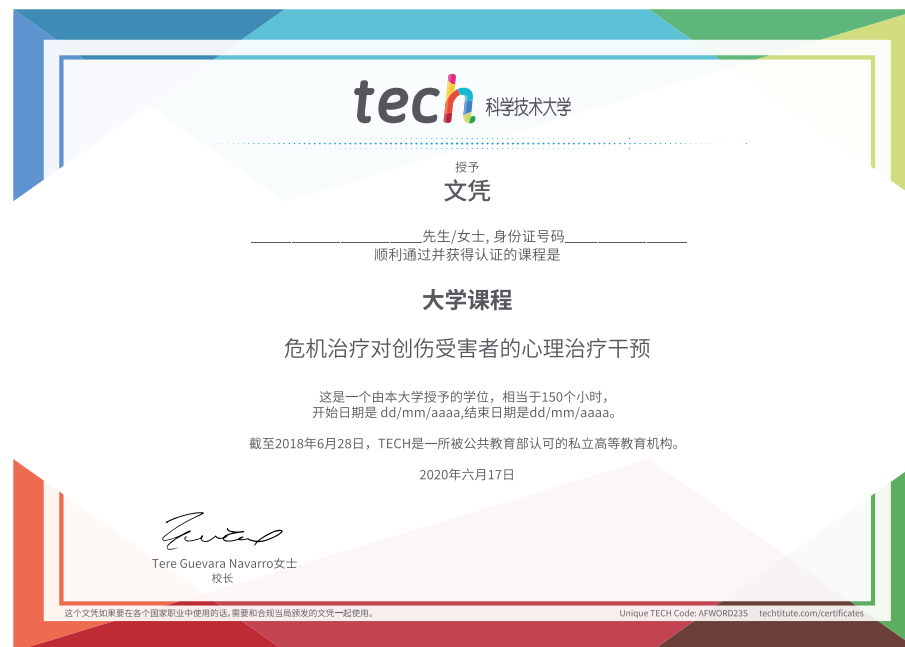 tech 科学技术大学
授予
文凭
先生/女士, 身份证号码
顺利通过并获得认证的课程是
大学课程
危机治疗对创伤受害者的心理治疗干预
这是一个由本大学授予的学位，相当于150个小时，
开始日期是 dd/mm/aaaa,结束日期是dd/mm/aaaa。
截至2018年6月28日，TECH是一所被公共教育部认可的私立高等教育机构。
2020年六月17日
Tere Guevara Navarro女士
校长
这个文凭如果要在各个国家职业中使用的话,需要和合规当局颁发的文凭一起使用。
Unique TECH Code: AFWORD23S techtitute.com/certificates